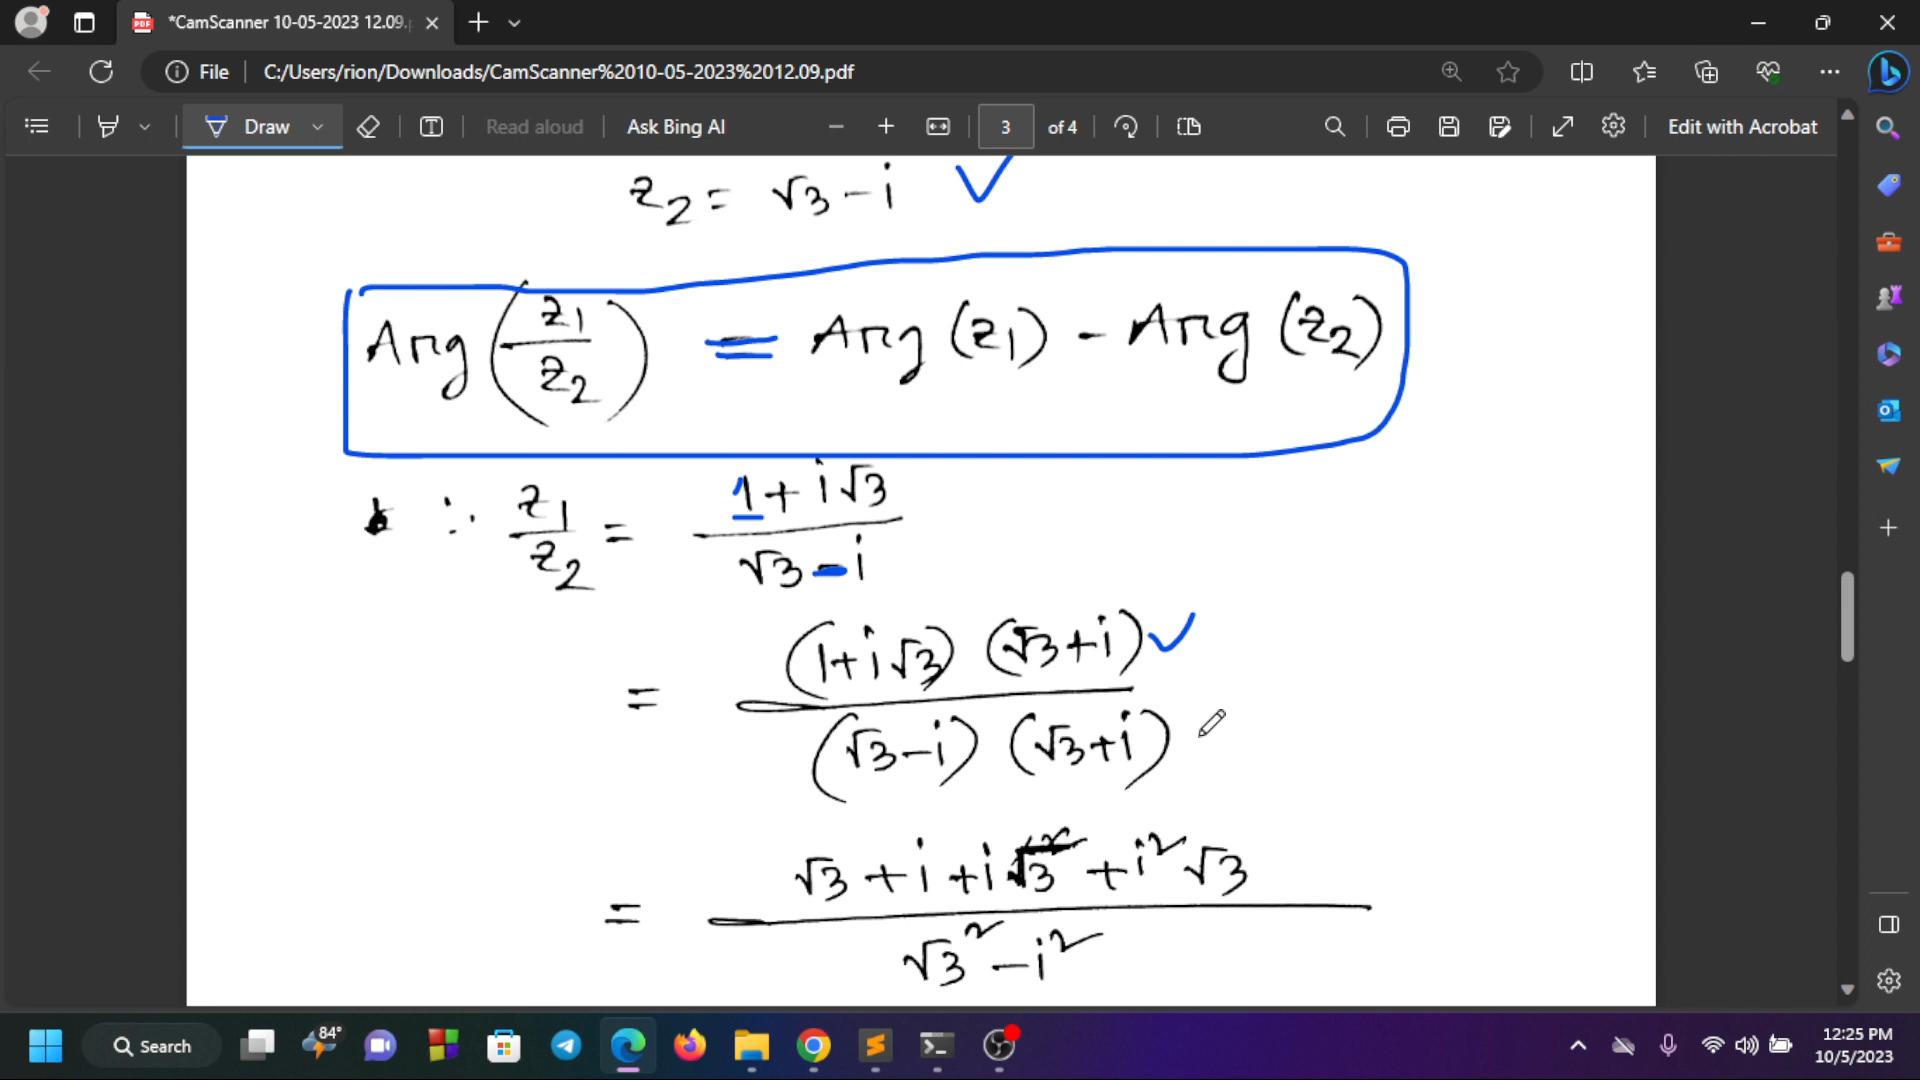 *CamScanner 10-05-2023 12.09.
File C:/Users/rion/Downloads/CamScanner%2010-05-2023%2012.09.pdf
Draw Read aloud Ask Bing AI 3 of 4 Edit with Acrobat
z₂ = √3 - i
Arg (z₁/z₂) = Arg (z₁) - Arg (z₂)
∴ z₁/z₂ = (1 + i√3)/(√3 - i)
= (1+i√3) (√3+i) / (√3-i) (√3+i)
= (√3 + i + i√3² + i²√3) / (√3² - i²)
Search 84° 12:25 PM
10/5/2023